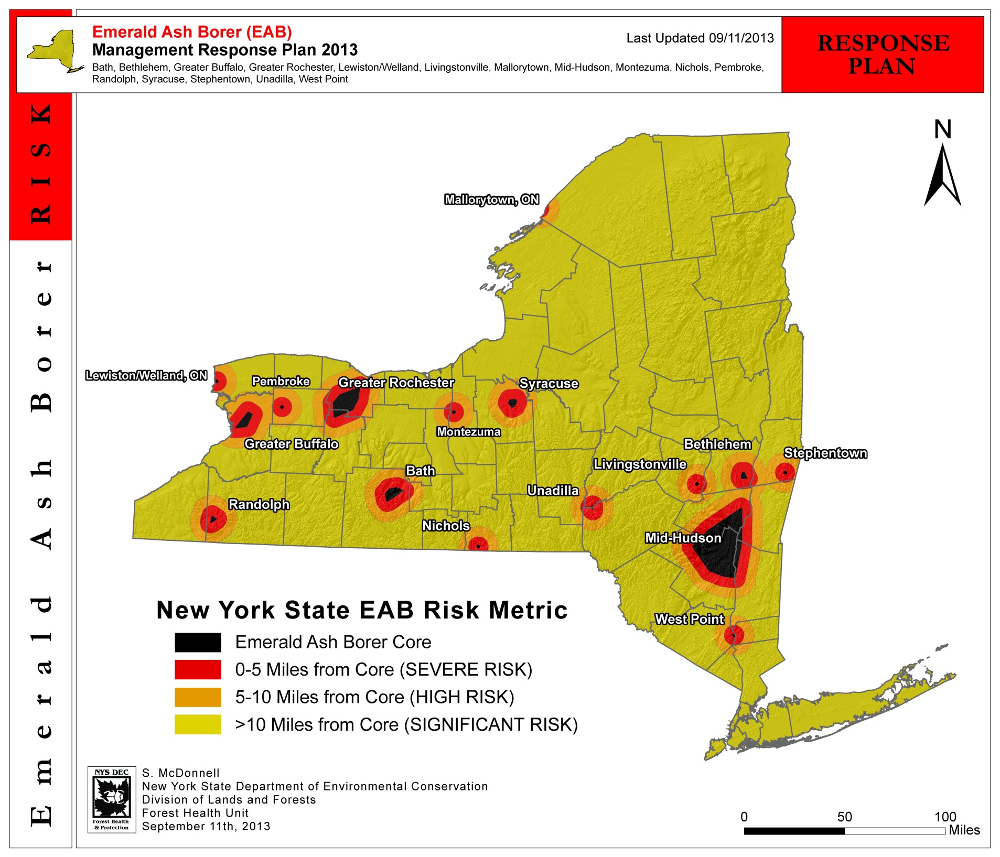 Emerald Ash Borer (EAB)
Management Response Plan 2013
Bath, Bethlehem, Greater Buffalo, Greater Rochester, Lewiston/Welland, Livingstonville, Mallorytown, Mid-Hudson, Montezuma, Nichols, Pembroke,
Randolph, Syracuse, Stephentown, Unadilla, West Point
Last Updated 09/11/2013
RESPONSE
PLAN
Emerald Ash Borer RISK
N
Mallorytown, ON
Lewiston/Welland, ON
Pembroke
Greater Rochester
Syracuse
Montezuma
Greater Buffalo
Bethlehem
Stephentown
Livingstonville
Bath
Unadilla
Randolph
Nichols
Mid-Hudson
West Point
New York State EAB Risk Metric
Emerald Ash Borer Core
0-5 Miles from Core (SEVERE RISK)
5-10 Miles from Core (HIGH RISK)
>10 Miles from Core (SIGNIFICANT RISK)
NYS DEC
Forest Health
& Protection
S. McDonnell
New York State Department of Environmental Conservation
Division of Lands and Forests
Forest Health Unit
September 11th, 2013
0 50 100
Miles